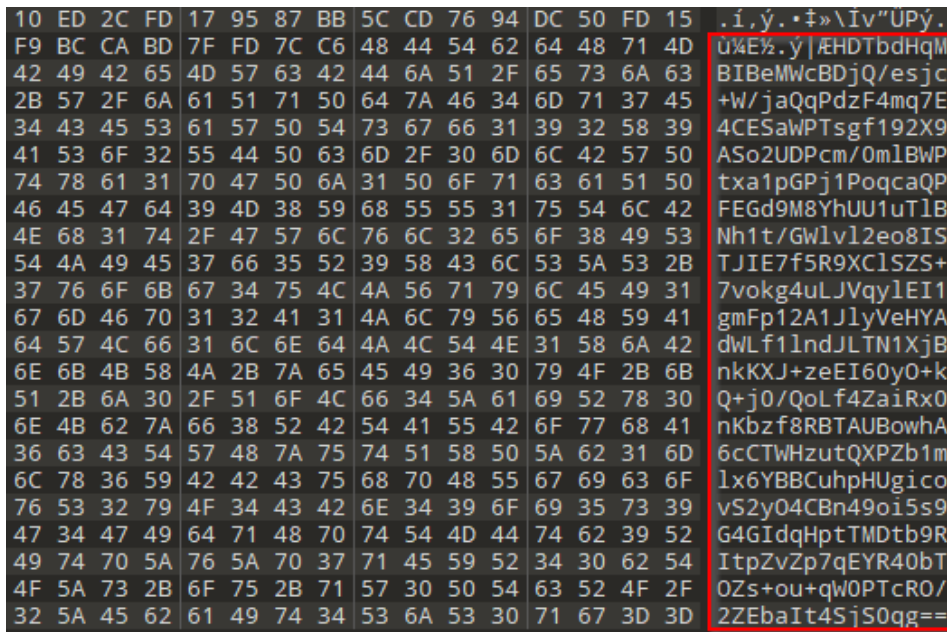 10 ED 2C FD 17 95 87 BB 5C CD 76 94 DC 50 FD 15 .í,ý.•‡»\Ív”ÜPý.
F9 BC CA BD 7F FD 7C C6 48 44 54 62 64 48 71 4D ù¼Ê½.ý|ÆHDTbdHqM
42 49 42 65 4D 57 63 42 44 6A 51 2F 65 73 6A 63 BIBeMWcBDjQ/esjc
2B 57 2F 6A 61 51 71 50 64 7A 46 34 6D 71 37 45 +W/jaQqPdzF4mq7E
34 43 45 53 61 57 50 54 73 67 66 31 39 32 58 39 4CESaWPTsgf192X9
41 53 6F 32 55 44 50 63 6D 2F 30 6D 6C 42 57 50 ASo2UDPcm/0mlBWP
74 78 61 31 70 47 50 6A 31 50 6F 71 63 61 51 50 txa1pGPj1PoqcaQP
46 45 47 64 39 4D 38 59 68 55 55 31 75 54 6C 42 FEGd9M8YhUU1uTlB
4E 68 31 74 2F 47 57 6C 76 6C 32 65 6F 38 49 53 Nh1t/GWlvl2eo8IS
54 4A 49 45 37 66 35 52 39 58 43 6C 53 5A 53 2B TJIE7f5R9XClSZS+
37 76 6F 6B 67 34 75 4C 4A 56 71 79 6C 45 49 31 7vokg4uLJVqylEI1
67 6D 46 70 31 32 41 31 4A 6C 79 56 65 48 59 41 gmFp12A1JlyVeHYA
64 57 4C 66 31 6C 6E 64 4A 4C 54 4E 31 58 6A 42 dWLf1lndJLTN1XjB
6E 6B 4B 58 4A 2B 7A 65 45 49 36 30 79 4F 2B 6B nkKXJ+zeEI60yO+k
51 2B 6A 30 2F 51 6F 4C 66 34 5A 61 69 52 78 30 Q+j0/QoLf4ZaiRx0
6E 4B 62 7A 66 38 52 42 54 41 55 42 6F 77 68 41 nKbzf8RBTAUBowhA
36 63 43 54 57 48 7A 75 74 51 58 50 5A 62 31 6D 6cCTWHzutQXPZb1m
6C 78 36 59 42 42 43 75 68 70 48 55 67 69 63 6F lx6YBBCuhpHUgico
76 53 32 79 4F 34 43 42 6E 34 39 6F 69 35 73 39 vS2yO4CBn49oi5s9
47 34 47 49 64 71 48 70 74 54 4D 44 74 62 39 52 G4GIdqHptTMDtb9R
49 74 70 5A 76 5A 70 37 71 45 59 52 34 30 62 54 ItpZvZp7qEYR40bT
4F 5A 73 2B 6F 75 2B 71 57 30 50 54 63 52 4F 2F OZs+ou+qW0PTcRO/
32 5A 45 62 61 49 74 34 53 6A 53 30 71 67 3D 3D 2ZEbaIt4SjS0qg==